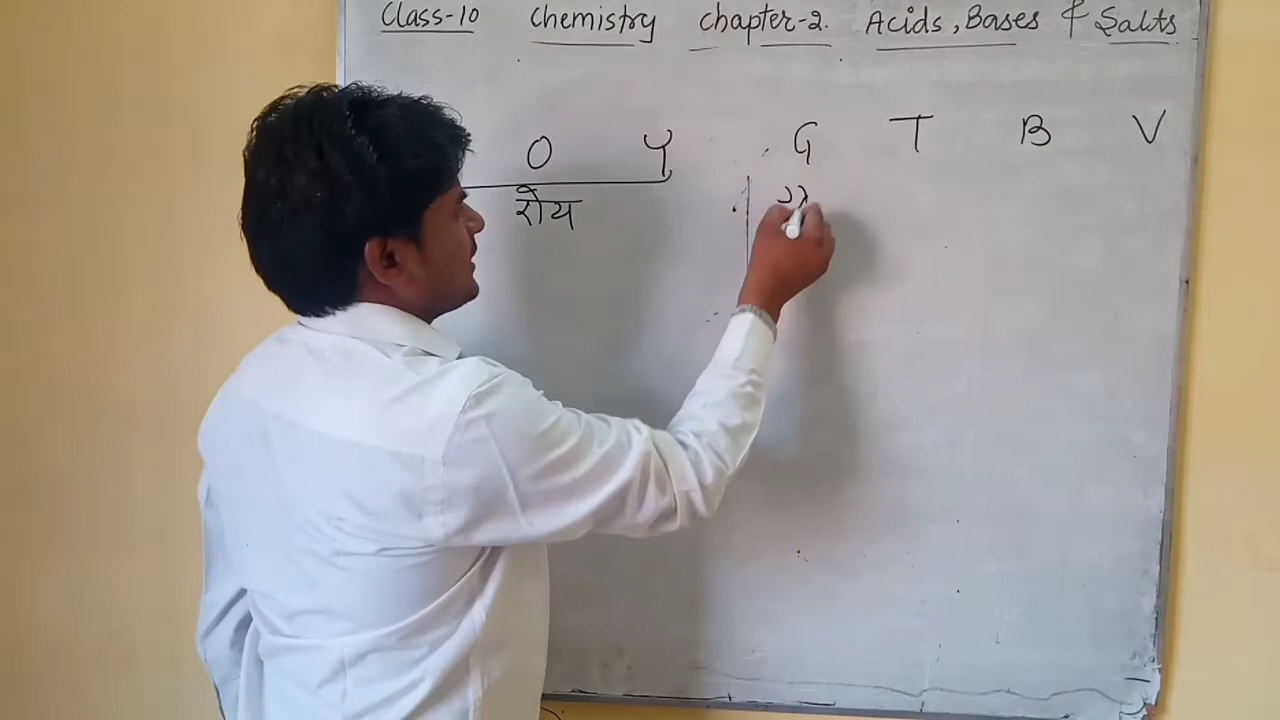 Class-10 Chemistry chapter-2. Acids, Bases & Salts
O Y G T B V
रोय